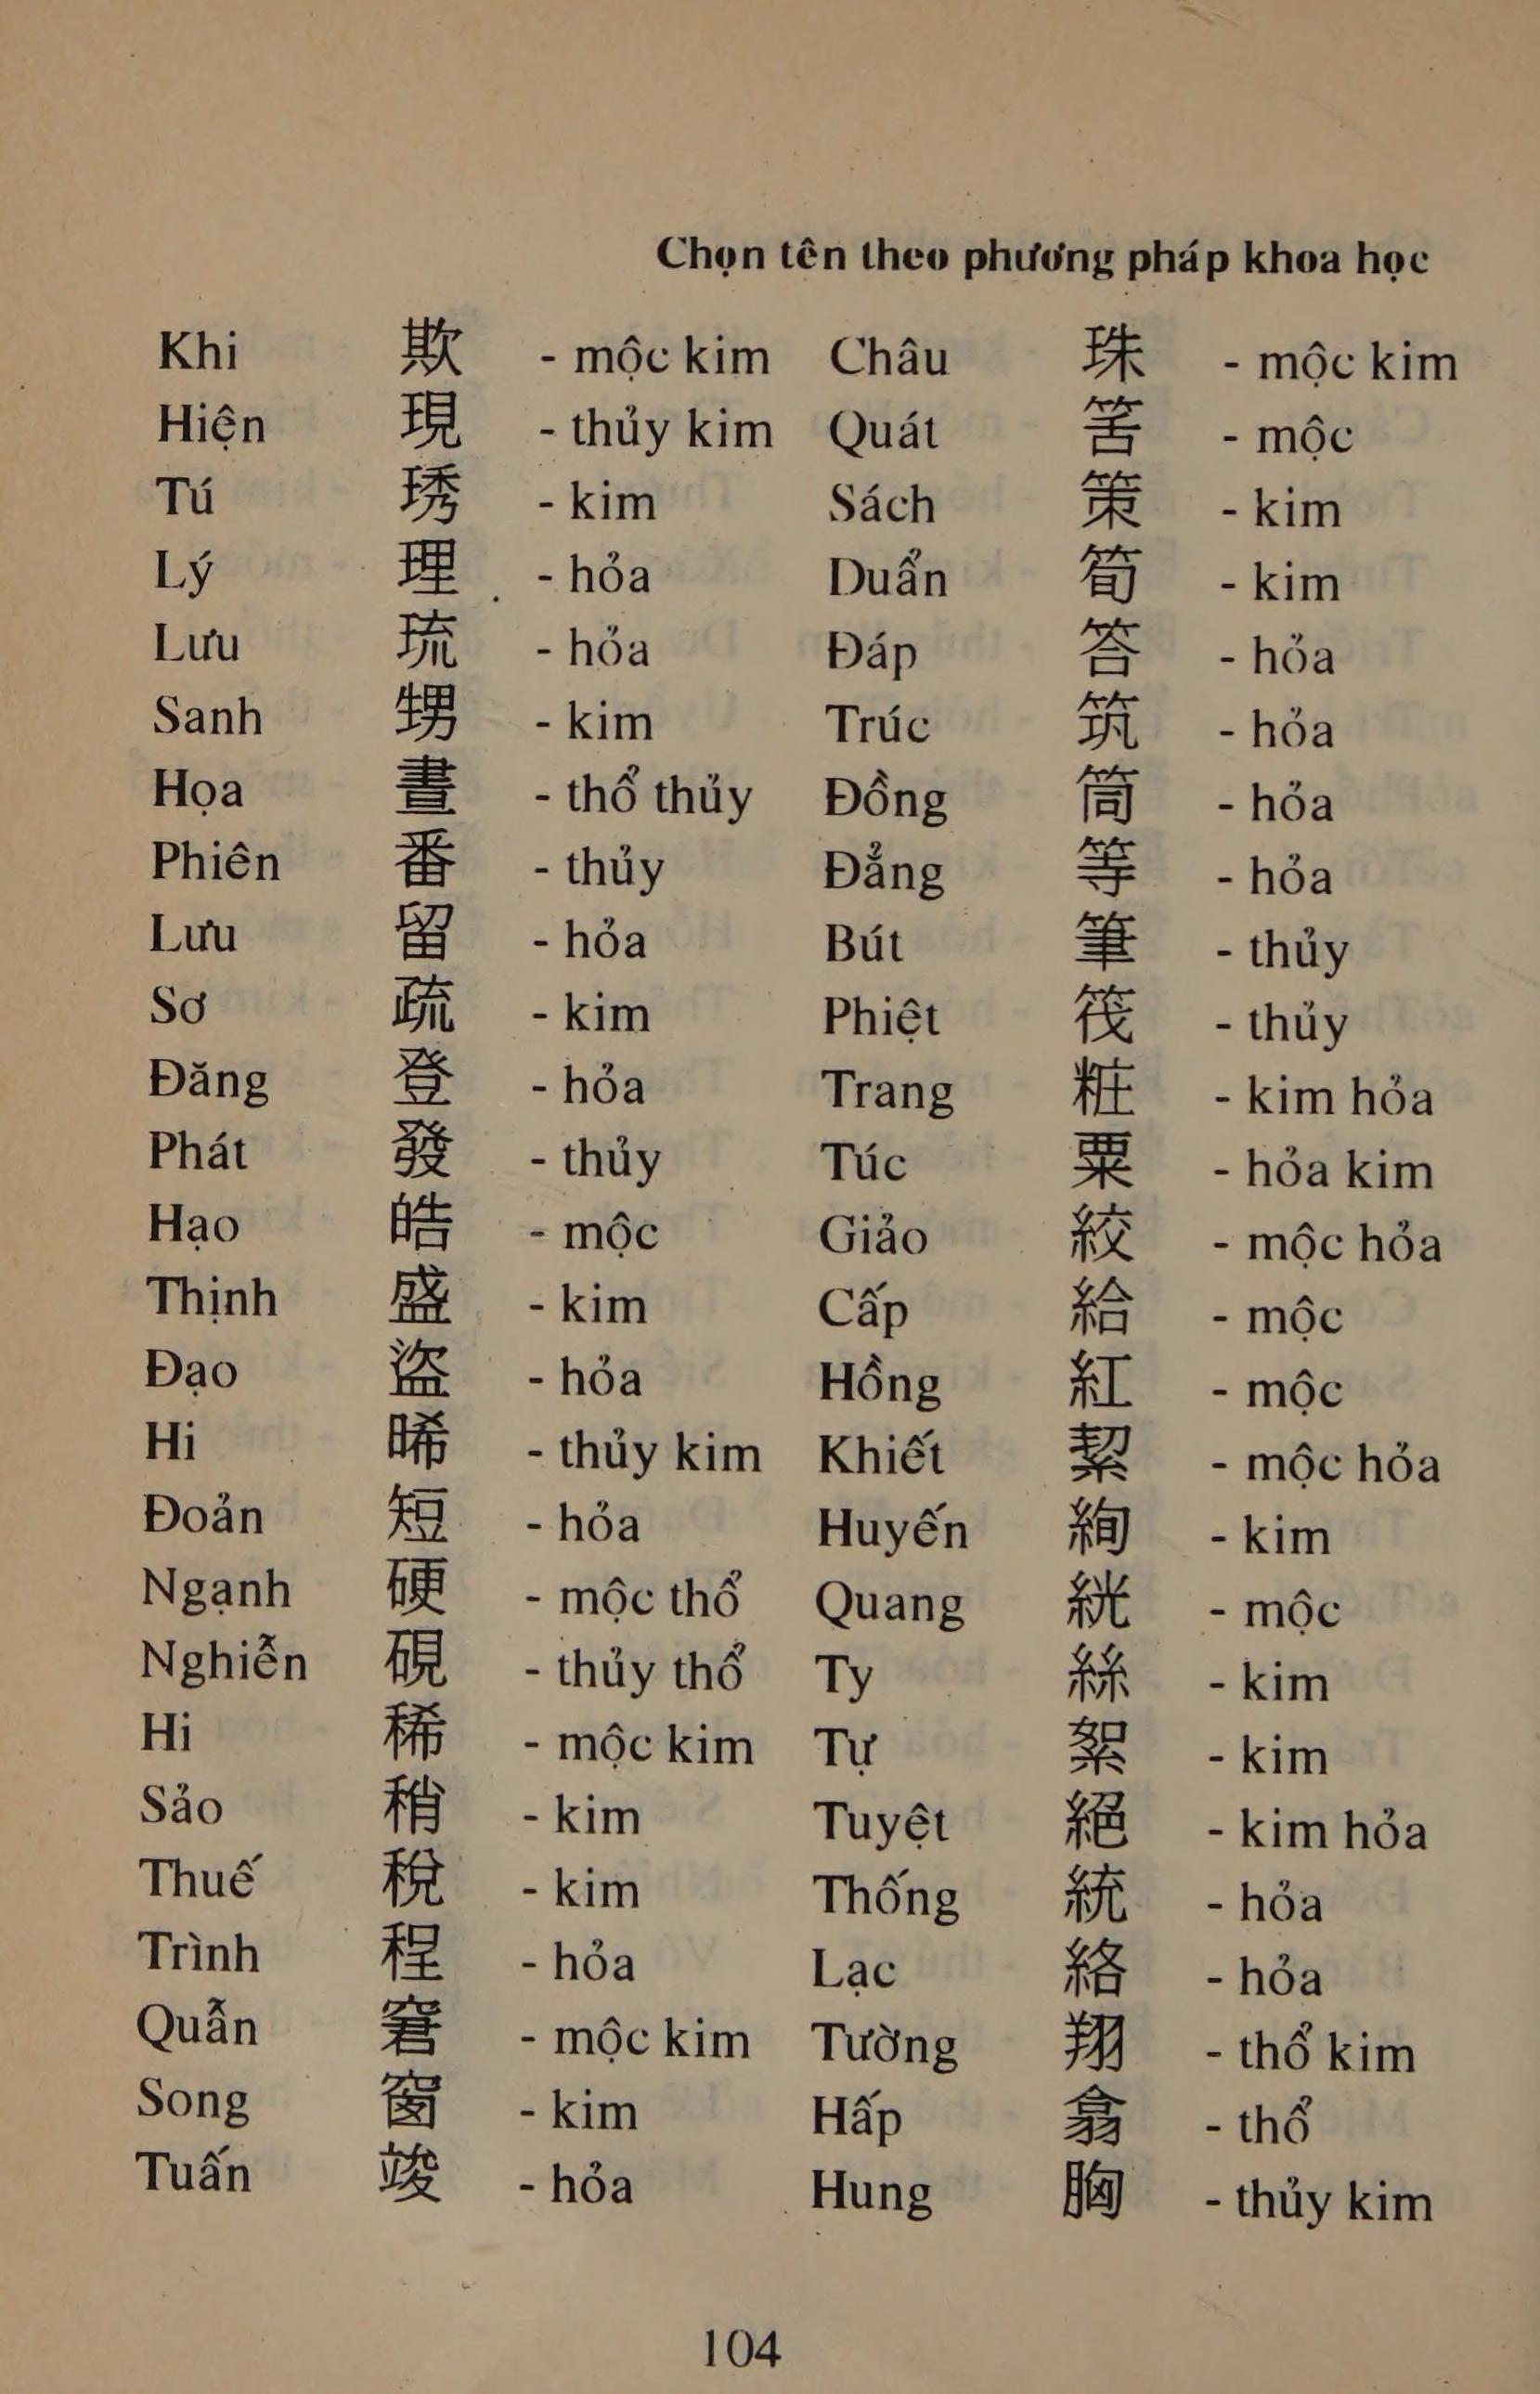 Chọn tên theo phương pháp khoa học
Khi 欺 - mộc kim
Hiện 現 - thủy kim
Tú 琇 - kim
Lý 理 - hỏa
Lưu 琉 - hỏa
Sanh 甥 - kim
Họa 畫 - thổ thủy
Phiên 番 - thủy
Lưu 留 - hỏa
Sơ 疏 - kim
Đăng 登 - hỏa
Phát 發 - thủy
Hạo 皓 - mộc
Thịnh 盛 - kim
Đạo 盜 - hỏa
Hi 晞 - thủy kim
Đoản 短 - hỏa
Ngạnh 硬 - mộc thổ
Nghiễn 硯 - thủy thổ
Hi 稀 - mộc kim
Sảo 稍 - kim
Thuế 稅 - kim
Trình 程 - hỏa
Quẫn 窘 - mộc kim
Song 窗 - kim
Tuấn 竣 - hỏa
Châu 珠 - mộc kim
Quát 筈 - mộc
Sách 策 - kim
Duẩn 筍 - kim
Đáp 答 - hỏa
Trúc 筑 - hỏa
Đồng 筒 - hỏa
Đẳng 等 - hỏa
Bút 筆 - thủy
Phiệt 筏 - thủy
Trang 粧 - kim hỏa
Túc 粟 - hỏa kim
Giảo 絞 - mộc hỏa
Cấp 給 - mộc
Hồng 紅 - mộc
Khiết 絜 - mộc hỏa
Huyến 絢 - kim
Quang 絖 - mộc
Ty 絲 - kim
Tự 絮 - kim
Tuyệt 絕 - kim hỏa
Thống 統 - hỏa
Lạc 絡 - hỏa
Tường 翔 - thổ kim
Hấp 翕 - thổ
Hung 胸 - thủy kim
104